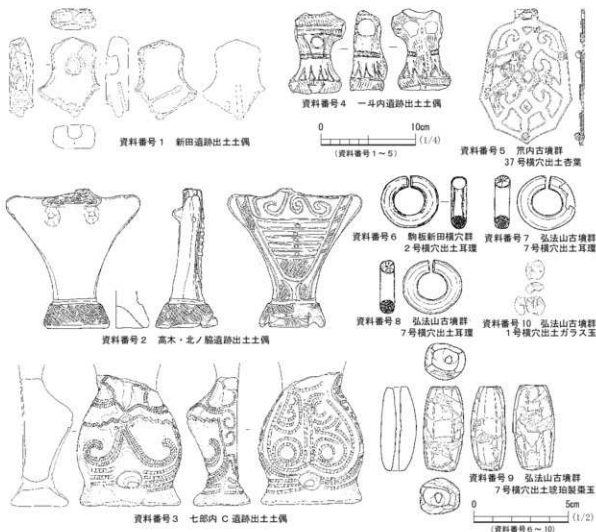 資料番号1 新田遺跡出土土偶
資料番号4 一斗内遺跡出土土偶
0 10cm
(1/4)
(資料番号1〜5)
資料番号5 笊内古墳群
37号横穴出土杏葉
資料番号2 高木・北ノ脇遺跡出土土偶
資料番号6 駒板新田横穴群
2号横穴出土耳環
資料番号7 弘法山古墳群
7号横穴出土耳環
資料番号8 弘法山古墳群
7号横穴出土耳環
資料番号10 弘法山古墳群
1号横穴出土ガラス玉
資料番号3 七郎内C遺跡出土土偶
資料番号9 弘法山古墳群
7号横穴出土琥珀製棗玉
0 5cm
(1/2)
(資料番号6〜10)